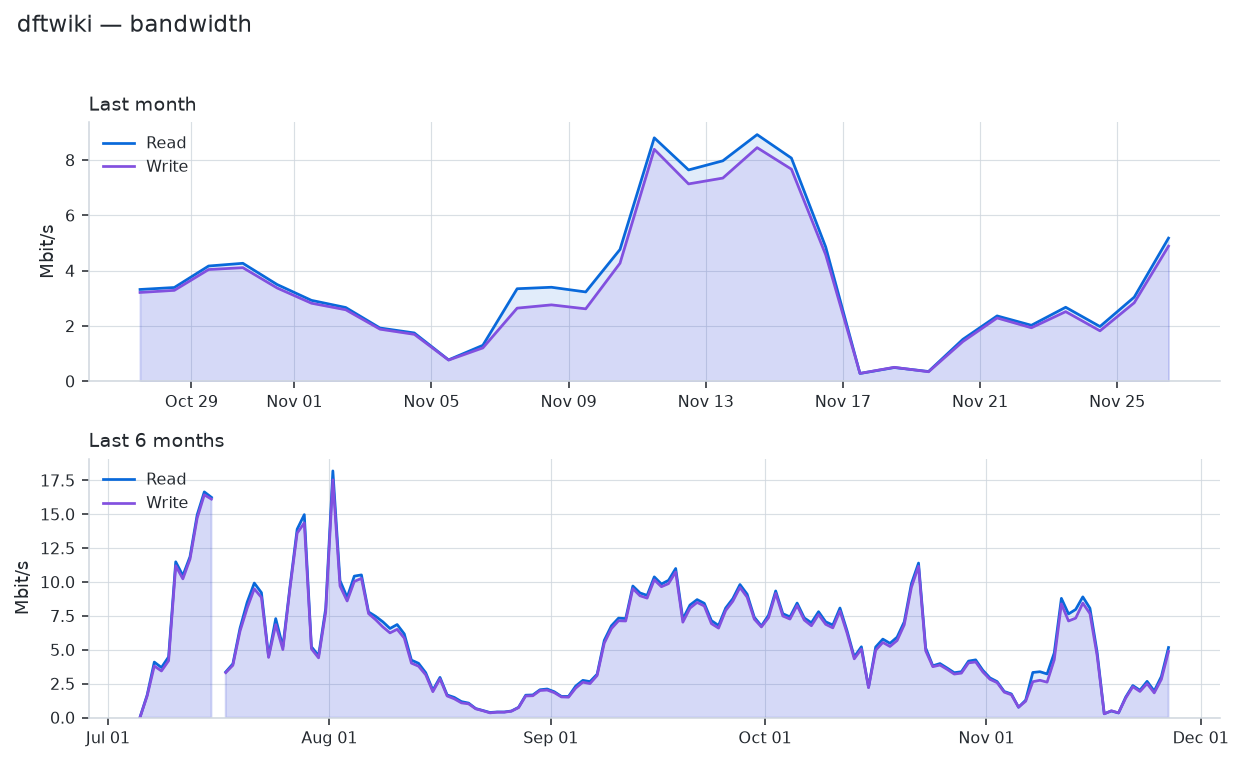 dftwiki — bandwidth
Last month
Read
Write
Mbit/s
8
6
4
2
0
Oct 29 Nov 01 Nov 05 Nov 09 Nov 13 Nov 17 Nov 21 Nov 25
Last 6 months
Read
Write
Mbit/s
17.5
15.0
12.5
10.0
7.5
5.0
2.5
0.0
Jul 01 Aug 01 Sep 01 Oct 01 Nov 01 Dec 01